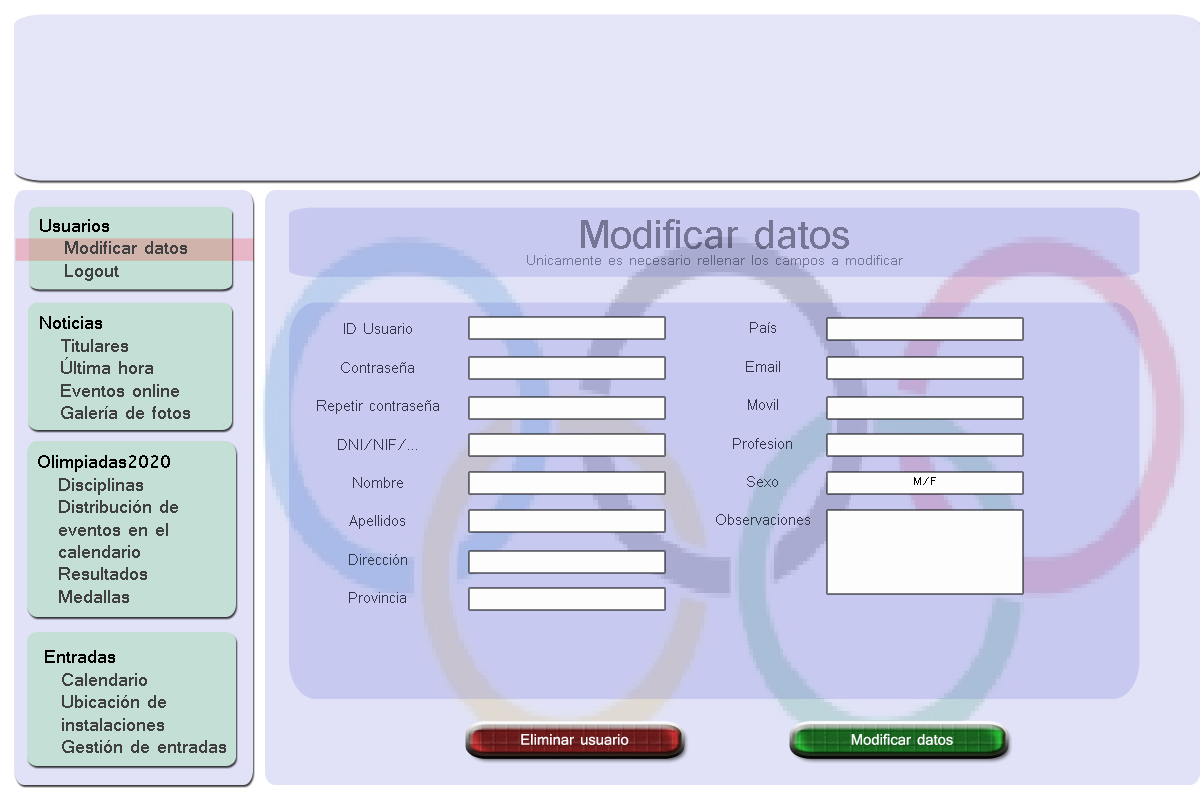 Usuarios
Modificar datos
Logout
Noticias
Titulares
Última hora
Eventos online
Galería de fotos
Olimpiadas2020
Disciplinas
Distribución de
eventos en el
calendario
Resultados
Medallas
Entradas
Calendario
Ubicación de
instalaciones
Gestión de entradas
Modificar datos
Unicamente es necesario rellenar los campos a modificar
ID Usuario
Contraseña
Repetir contraseña
DNI/NIF/...
Nombre
Apellidos
Dirección
Provincia
País
Email
Movil
Profesion
Sexo M/F
Observaciones
Eliminar usuario
Modificar datos